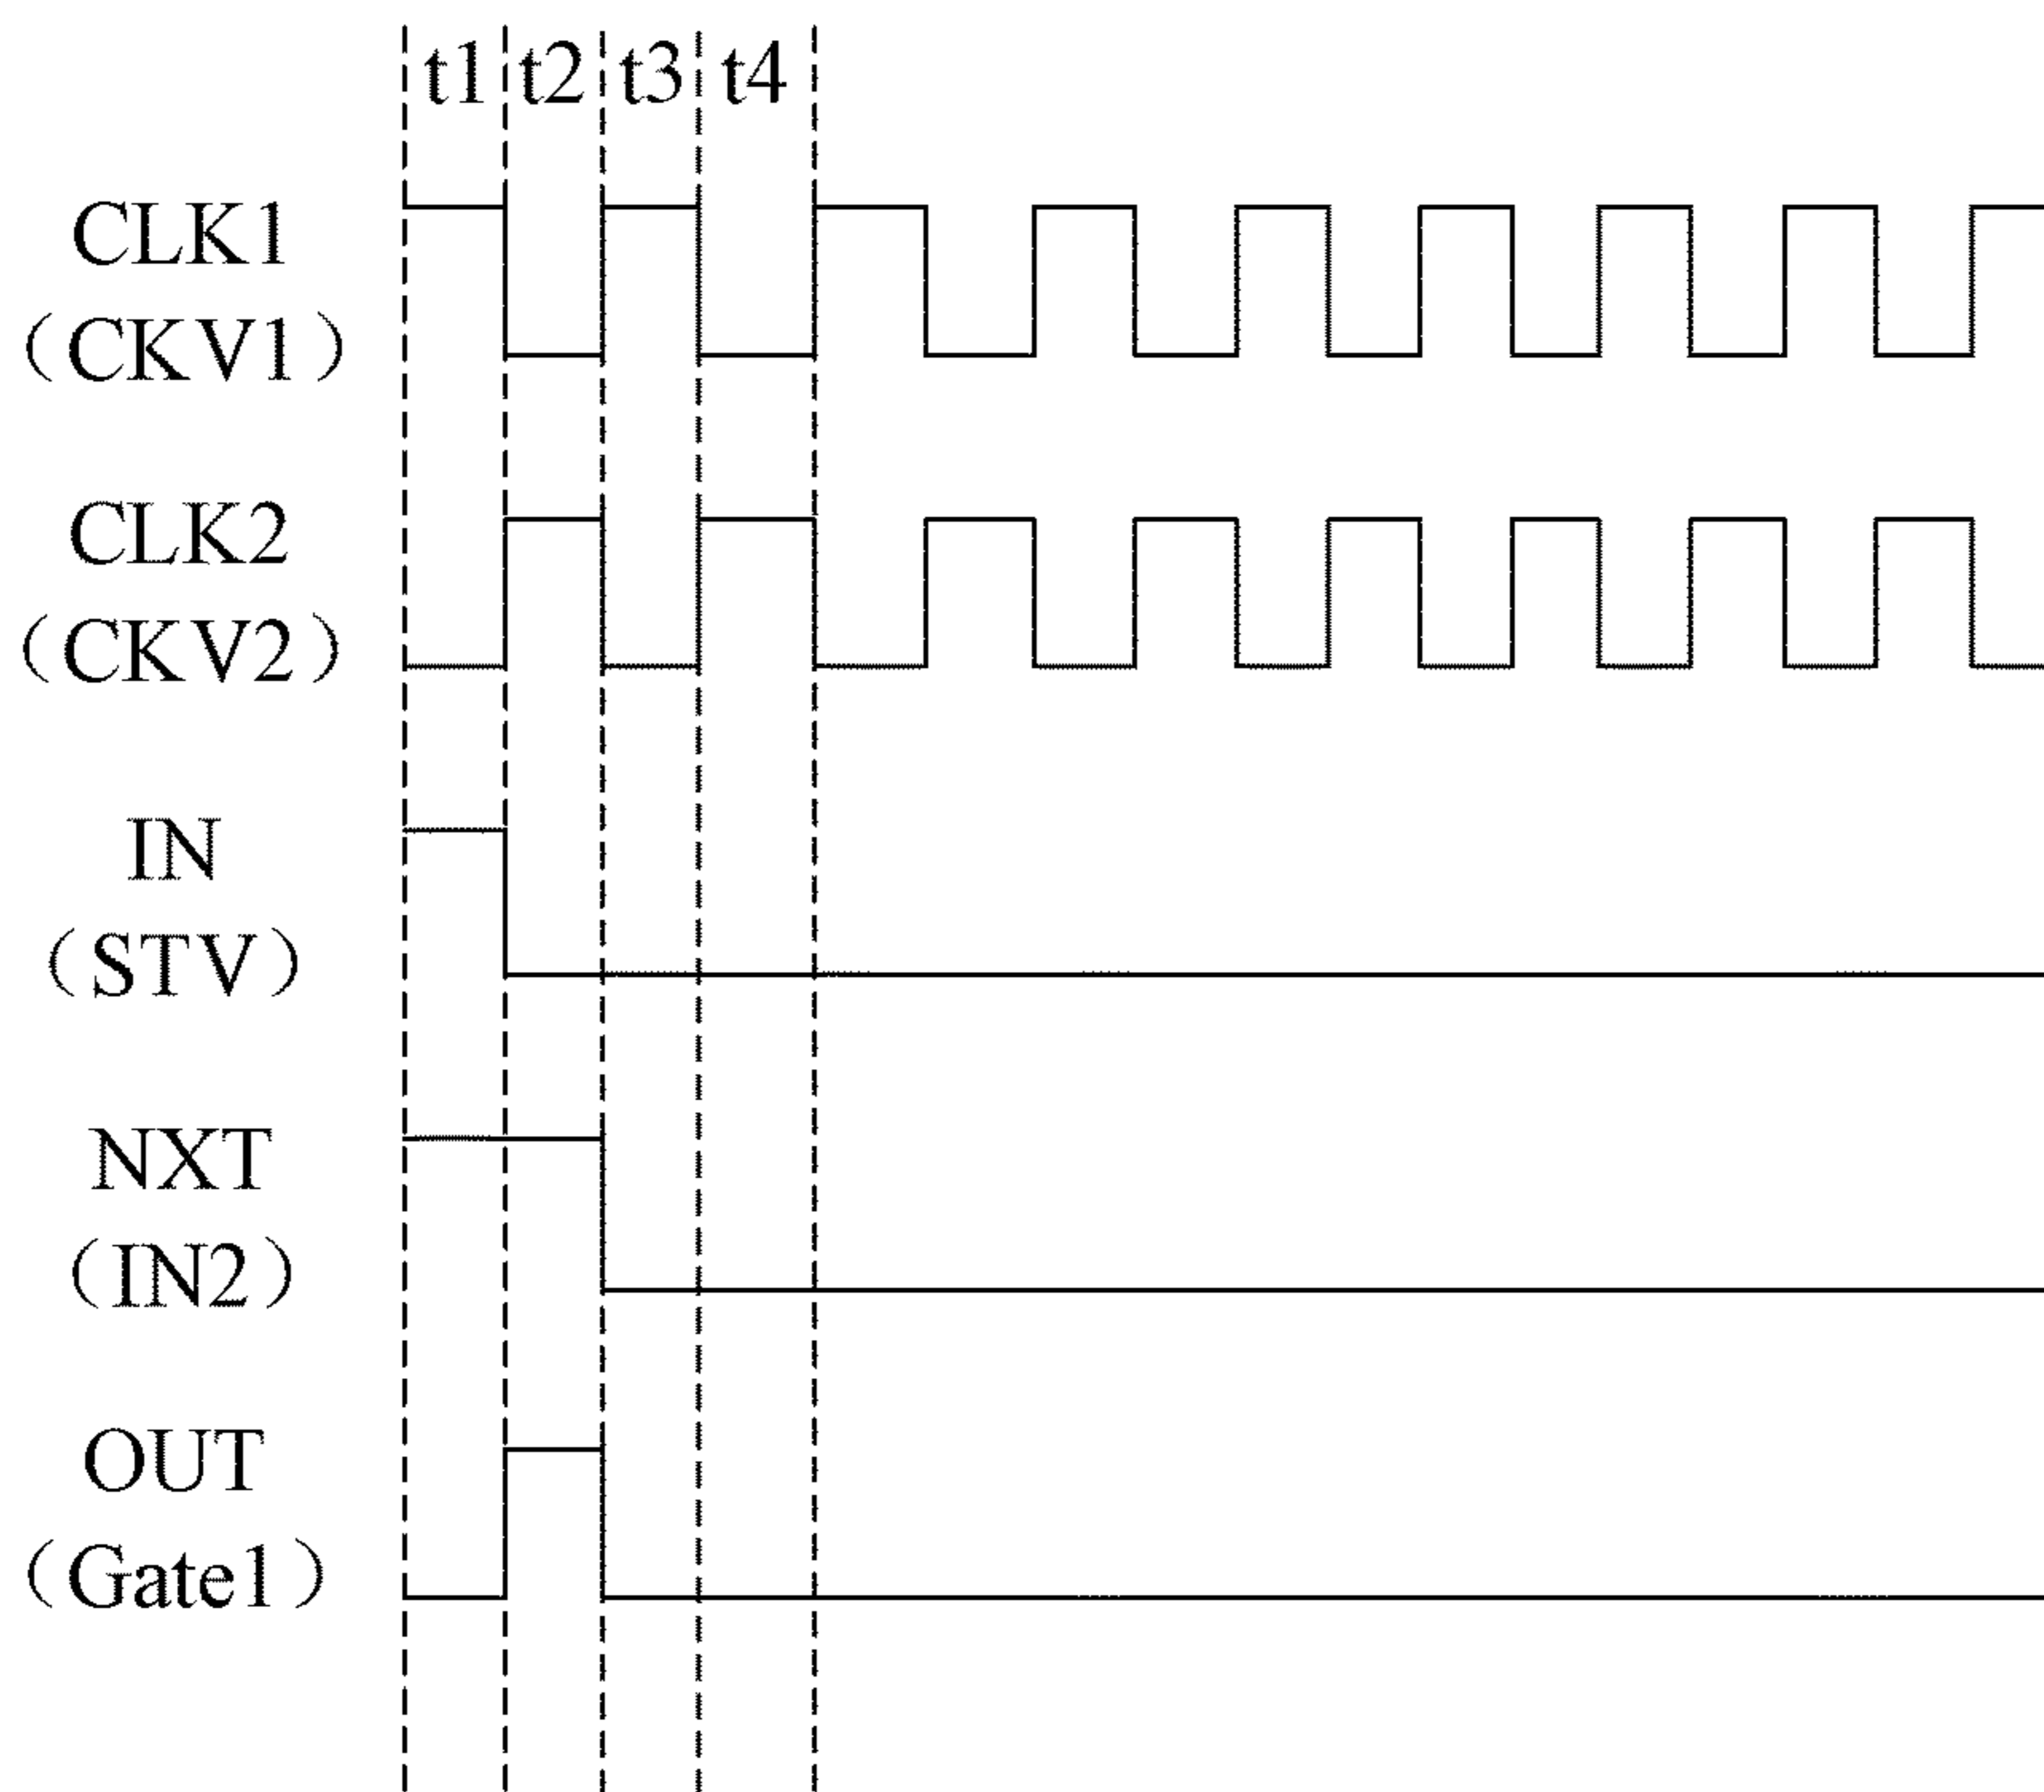 t1 t2 t3 t4
CLK1
（CKV1）
CLK2
（CKV2）
IN
（STV）
NXT
（IN2）
OUT
（Gate1）